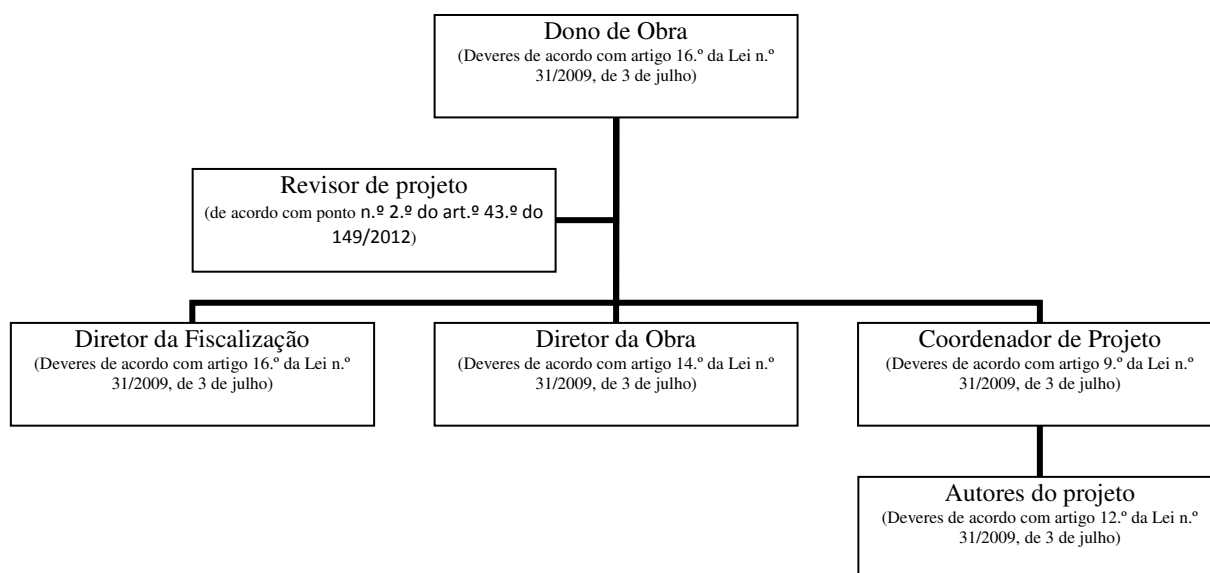 Dono de Obra
(Deveres de acordo com artigo 16.º da Lei n.º
31/2009, de 3 de julho)
Revisor de projeto
(de acordo com ponto n.º 2.º do art.º 43.º do
149/2012)
Diretor da Fiscalização
(Deveres de acordo com artigo 16.º da Lei n.º
31/2009, de 3 de julho)
Diretor da Obra
(Deveres de acordo com artigo 14.º da Lei n.º
31/2009, de 3 de julho)
Coordenador de Projeto
(Deveres de acordo com artigo 9.º da Lei n.º
31/2009, de 3 de julho)
Autores do projeto
(Deveres de acordo com artigo 12.º da Lei n.º
31/2009, de 3 de julho)